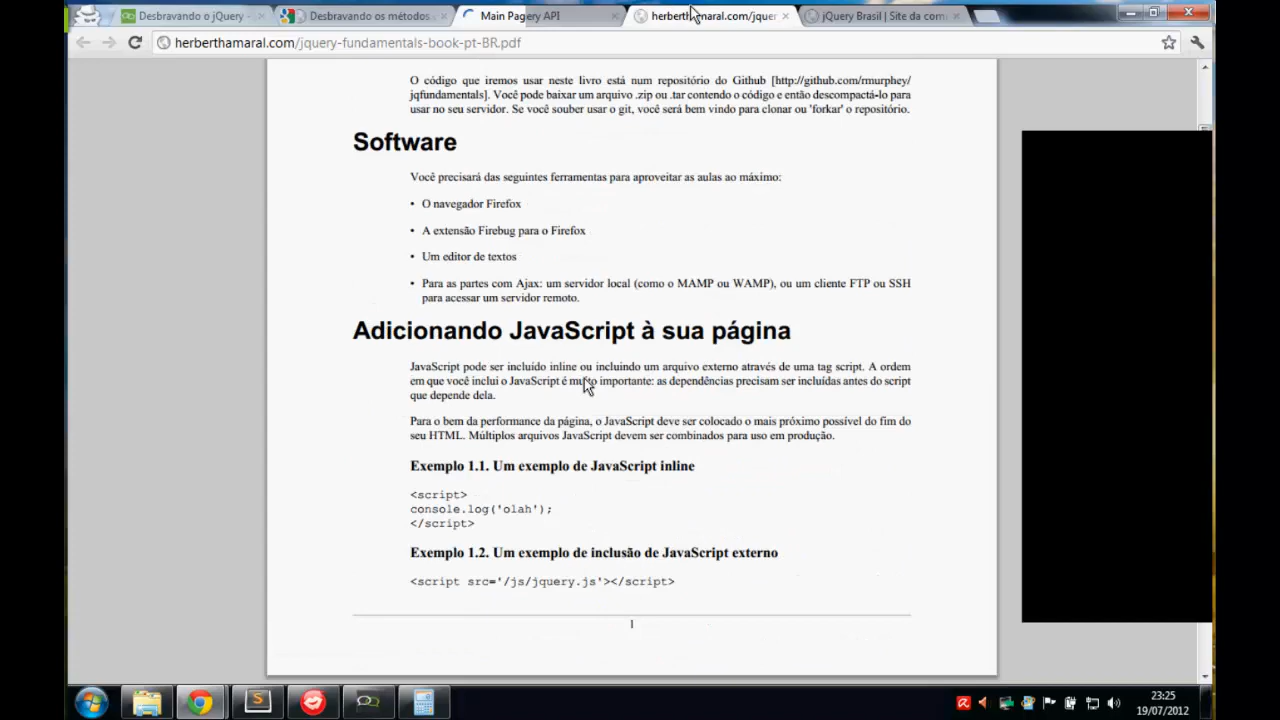 Desbravando o jQuery -
Desbravando os métodos
Main Pagery API
herberthamaral.com/jquer
jQuery Brasil | Site da com
herberthamaral.com/jquery-fundamentals-book-pt-BR.pdf
O código que iremos usar neste livro está num repositório do Github [http://github.com/rmurphey/
jqfundamentals]. Você pode baixar um arquivo .zip ou .tar contendo o código e então descompactá-lo para
usar no seu servidor. Se você souber usar o git, você será bem vindo para clonar ou 'forkar' o repositório.
Software
Você precisará das seguintes ferramentas para aproveitar as aulas ao máximo:
• O navegador Firefox
• A extensão Firebug para o Firefox
• Um editor de textos
• Para as partes com Ajax: um servidor local (como o MAMP ou WAMP), ou um cliente FTP ou SSH
para acessar um servidor remoto.
Adicionando JavaScript à sua página
JavaScript pode ser incluído inline ou incluindo um arquivo externo através de uma tag script. A ordem
em que você inclui o JavaScript é muito importante: as dependências precisam ser incluídas antes do script
que depende dela.
Para o bem da performance da página, o JavaScript deve ser colocado o mais próximo possível do fim do
seu HTML. Múltiplos arquivos JavaScript devem ser combinados para uso em produção.
Exemplo 1.1. Um exemplo de JavaScript inline
<script>
console.log('olah');
</script>
Exemplo 1.2. Um exemplo de inclusão de JavaScript externo
<script src='/js/jquery.js'></script>
1
23:25
19/07/2012